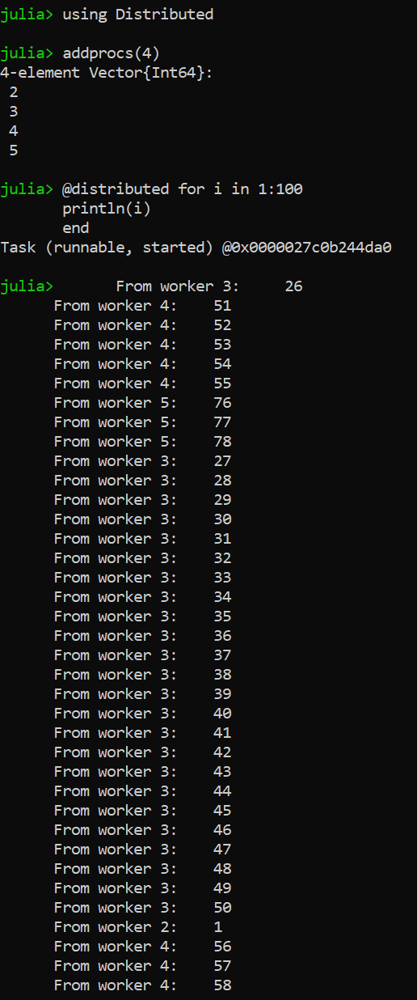 julia> using Distributed
julia> addprocs(4)
4-element Vector{Int64}:
2
3
4
5
julia> @distributed for i in 1:100
println(i)
end
Task (runnable, started) @0x0000027c0b244da0
julia> From worker 3: 26
From worker 4: 51
From worker 4: 52
From worker 4: 53
From worker 4: 54
From worker 4: 55
From worker 5: 76
From worker 5: 77
From worker 5: 78
From worker 3: 27
From worker 3: 28
From worker 3: 29
From worker 3: 30
From worker 3: 31
From worker 3: 32
From worker 3: 33
From worker 3: 34
From worker 3: 35
From worker 3: 36
From worker 3: 37
From worker 3: 38
From worker 3: 39
From worker 3: 40
From worker 3: 41
From worker 3: 42
From worker 3: 43
From worker 3: 44
From worker 3: 45
From worker 3: 46
From worker 3: 47
From worker 3: 48
From worker 3: 49
From worker 3: 50
From worker 2: 1
From worker 4: 56
From worker 4: 57
From worker 4: 58